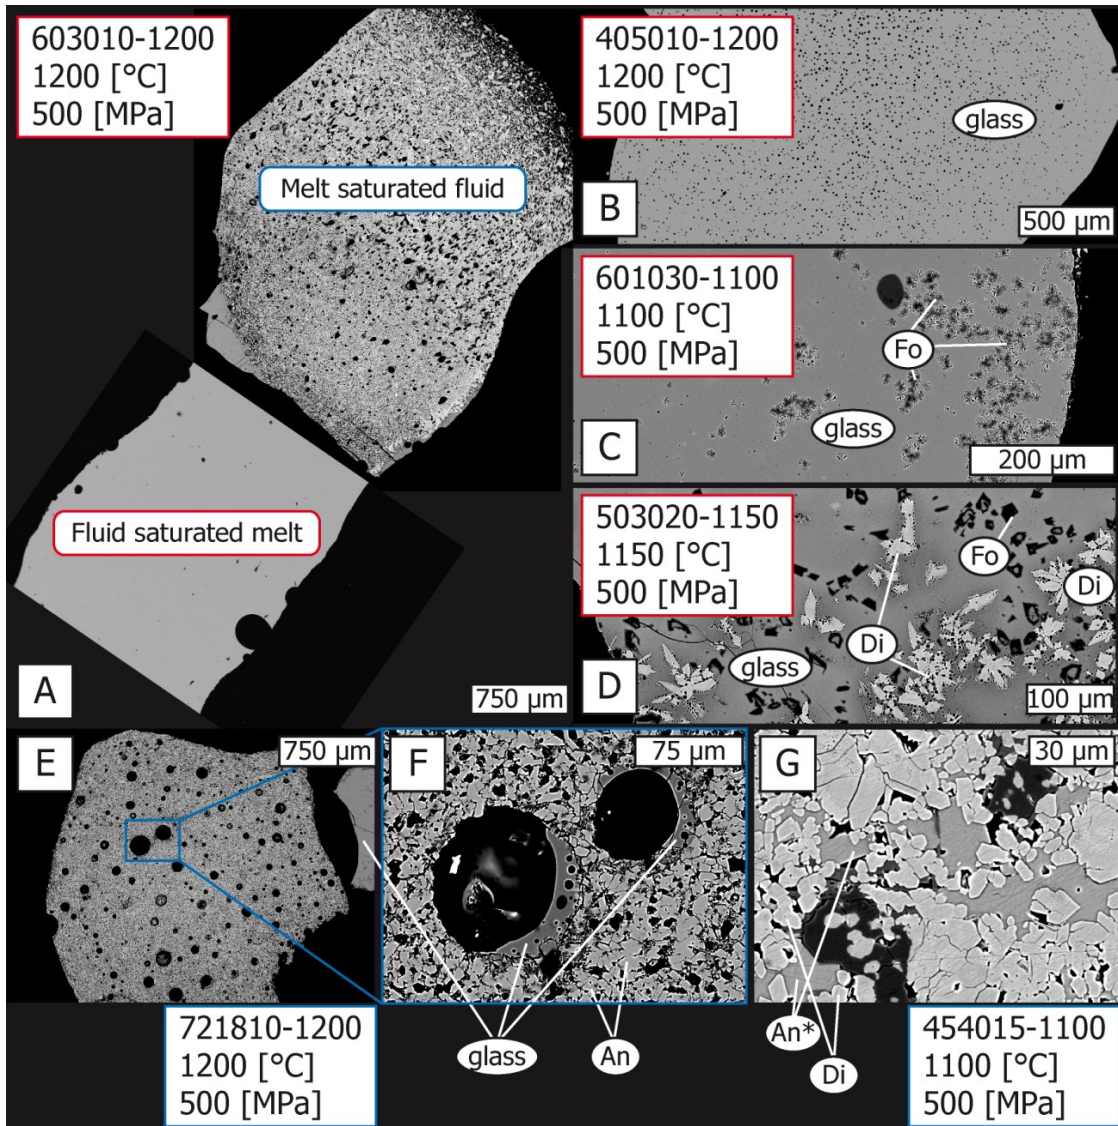 603010-1200
1200 [°C]
500 [MPa]
Melt saturated fluid
Fluid saturated melt
A
750 µm
405010-1200
1200 [°C]
500 [MPa]
glass
B
500 µm
601030-1100
1100 [°C]
500 [MPa]
Fo
glass
C
200 µm
503020-1150
1150 [°C]
500 [MPa]
Fo
Di
Di
glass
D
100 µm
E
750 µm
F
75 µm
G
30 µm
721810-1200
1200 [°C]
500 [MPa]
glass
An
An*
Di
454015-1100
1100 [°C]
500 [MPa]